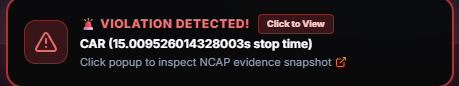 🚨 VIOLATION DETECTED! Click to View
CAR (15.009526014328003s stop time)
Click popup to inspect NCAP evidence snapshot